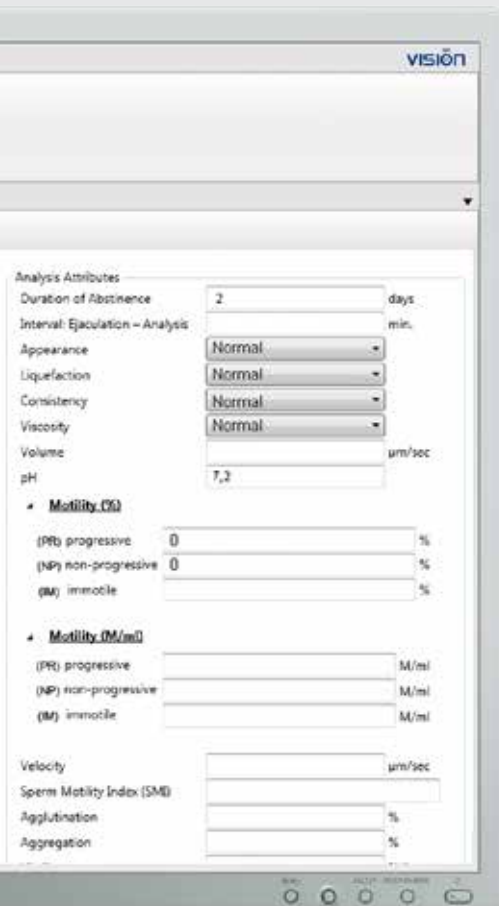 visiōn
Analysis Attributes
Duration of Abstinence 2 days
Interval: Ejaculation – Analysis min.
Appearance Normal
Liquefaction Normal
Consistency Normal
Viscosity Normal
Volume µm/sec
pH 7,2
Motility (%)
(PR) progressive 0 %
(NP) non-progressive 0 %
(IM) immotile %
Motility (M/ml)
(PR) progressive M/ml
(NP) non-progressive M/ml
(IM) immotile M/ml
Velocity µm/sec
Sperm Motility Index (SMI)
Agglutination %
Aggregation %